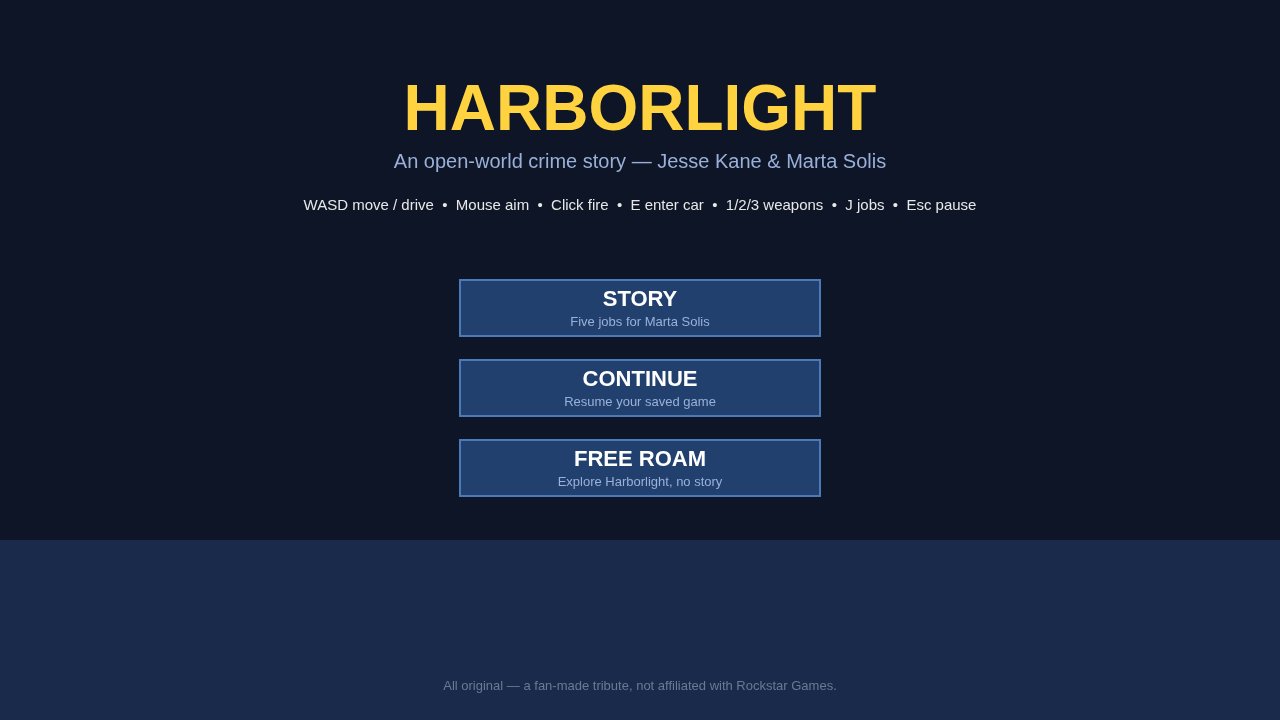 HARBORLIGHT
An open-world crime story — Jesse Kane & Marta Solis
WASD move / drive • Mouse aim • Click fire • E enter car • 1/2/3 weapons • J jobs • Esc pause
STORY
Five jobs for Marta Solis
CONTINUE
Resume your saved game
FREE ROAM
Explore Harborlight, no story
All original — a fan-made tribute, not affiliated with Rockstar Games.